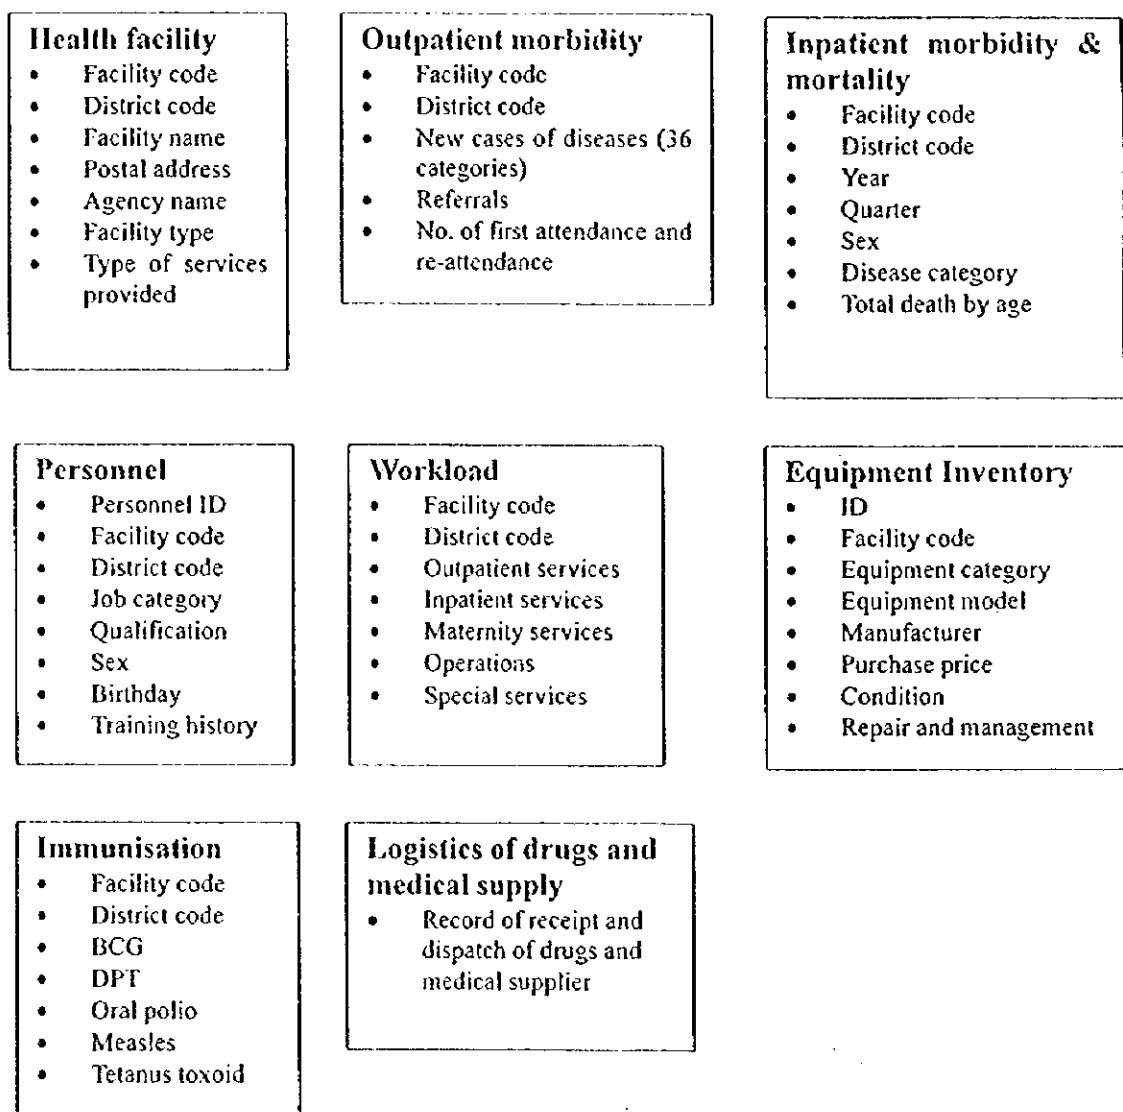 Health facility
• Facility code
• District code
• Facility name
• Postal address
• Agency name
• Facility type
• Type of services
provided
Outpatient morbidity
• Facility code
• District code
• New cases of diseases (36
categories)
• Referrals
• No. of first attendance and
re-attendance
Inpatient morbidity &
mortality
• Facility code
• District code
• Year
• Quarter
• Sex
• Disease category
• Total death by age
Personnel
• Personnel ID
• Facility code
• District code
• Job category
• Qualification
• Sex
• Birthday
• Training history
Workload
• Facility code
• District code
• Outpatient services
• Inpatient services
• Maternity services
• Operations
• Special services
Equipment Inventory
• ID
• Facility code
• Equipment category
• Equipment model
• Manufacturer
• Purchase price
• Condition
• Repair and management
Immunisation
• Facility code
• District code
• BCG
• DPT
• Oral polio
• Measles
• Tetanus toxoid
Logistics of drugs and
medical supply
• Record of receipt and
dispatch of drugs and
medical supplier